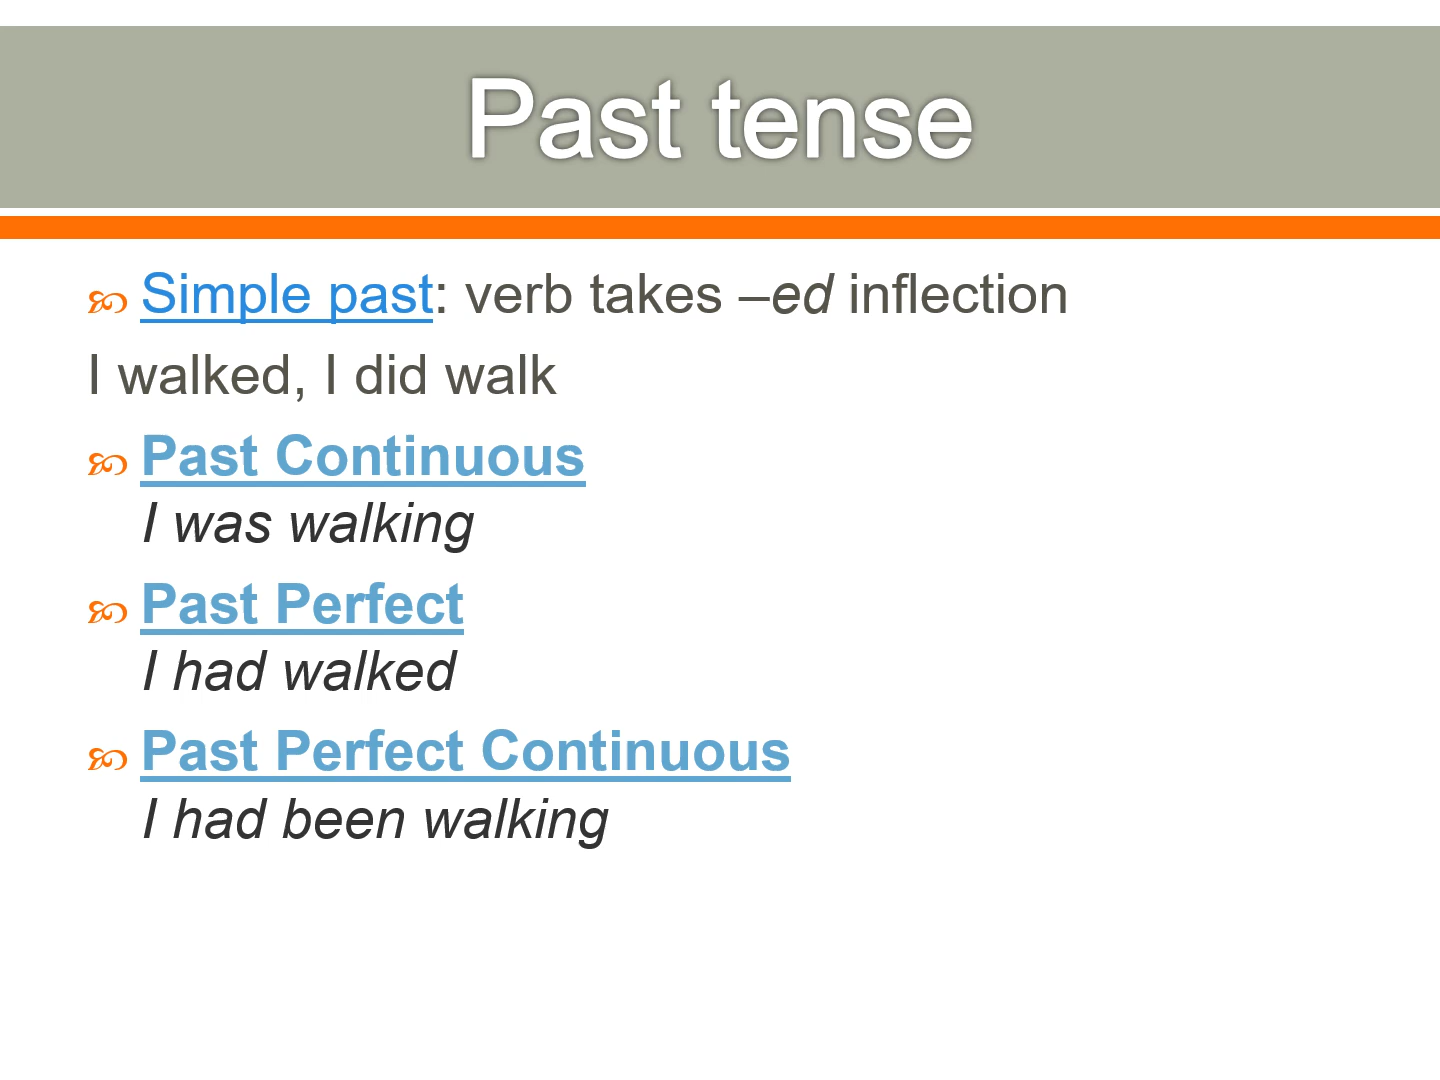 Past tense
Simple past: verb takes –ed inflection
I walked, I did walk
Past Continuous
I was walking
Past Perfect
I had walked
Past Perfect Continuous
I had been walking